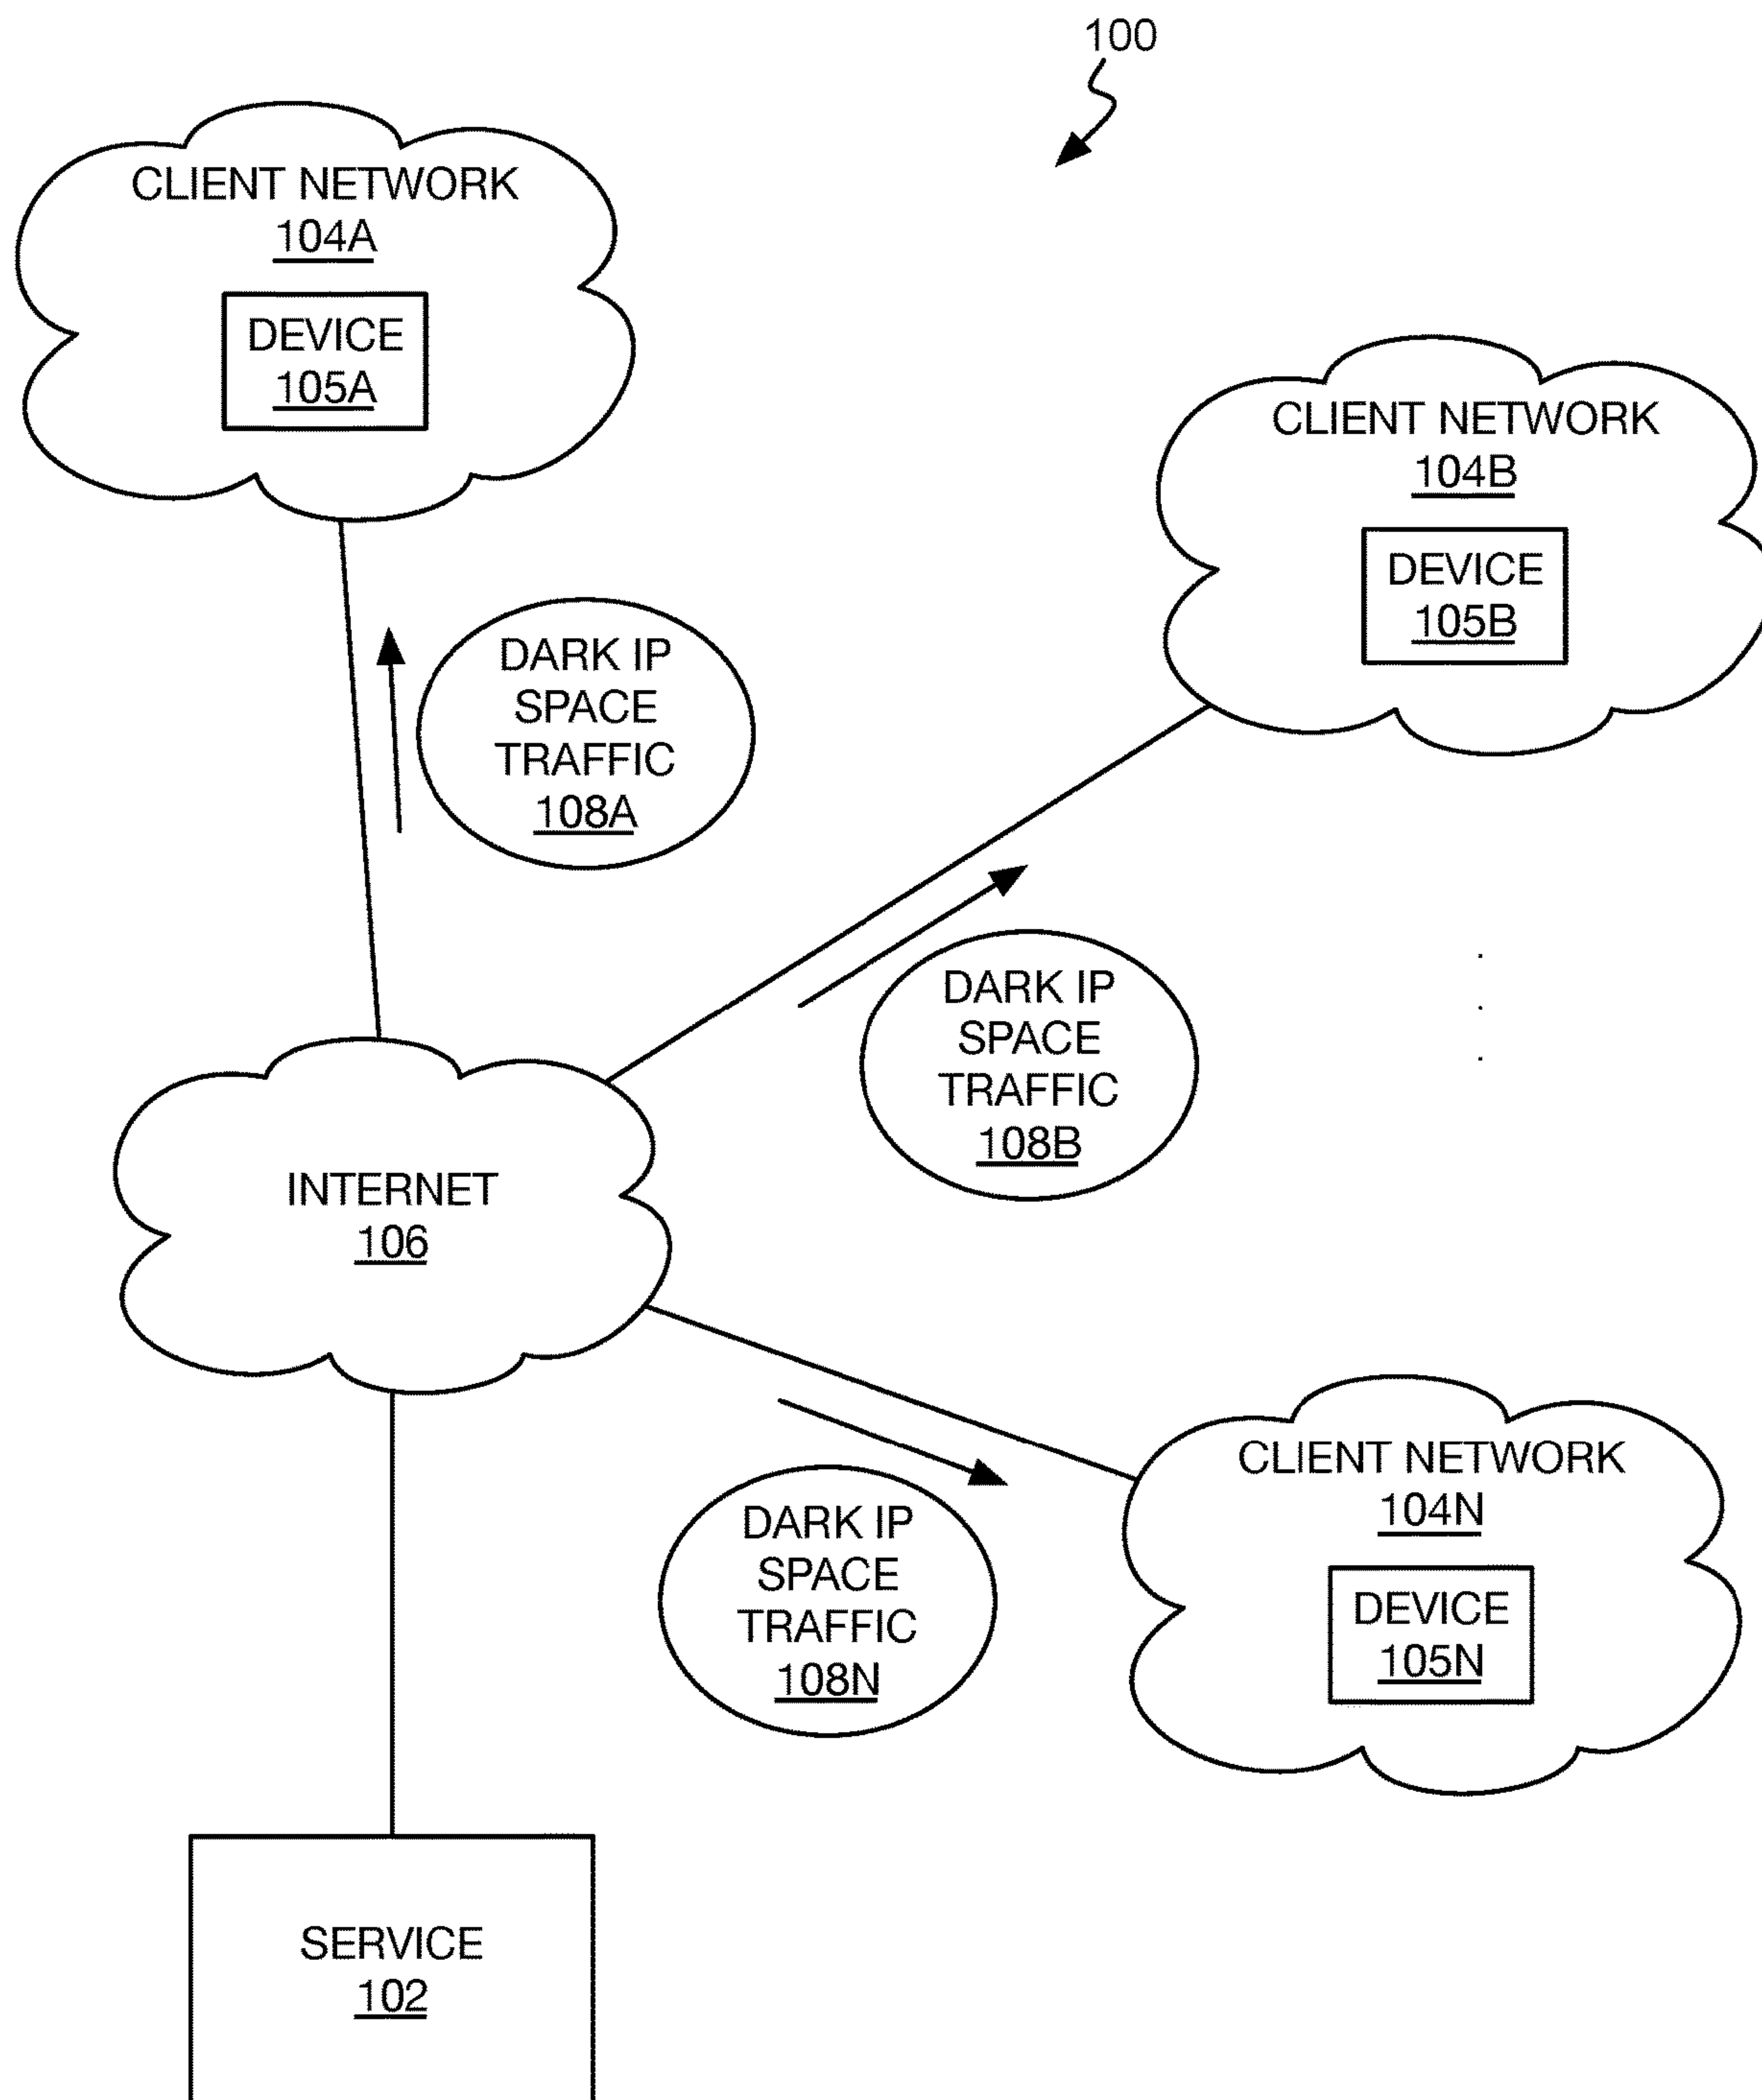 100
CLIENT NETWORK
104A
DEVICE
105A
CLIENT NETWORK
104B
DEVICE
105B
DARK IP
SPACE
TRAFFIC
108A
DARK IP
SPACE
TRAFFIC
108B
INTERNET
106
CLIENT NETWORK
104N
DEVICE
105N
DARK IP
SPACE
TRAFFIC
108N
SERVICE
102